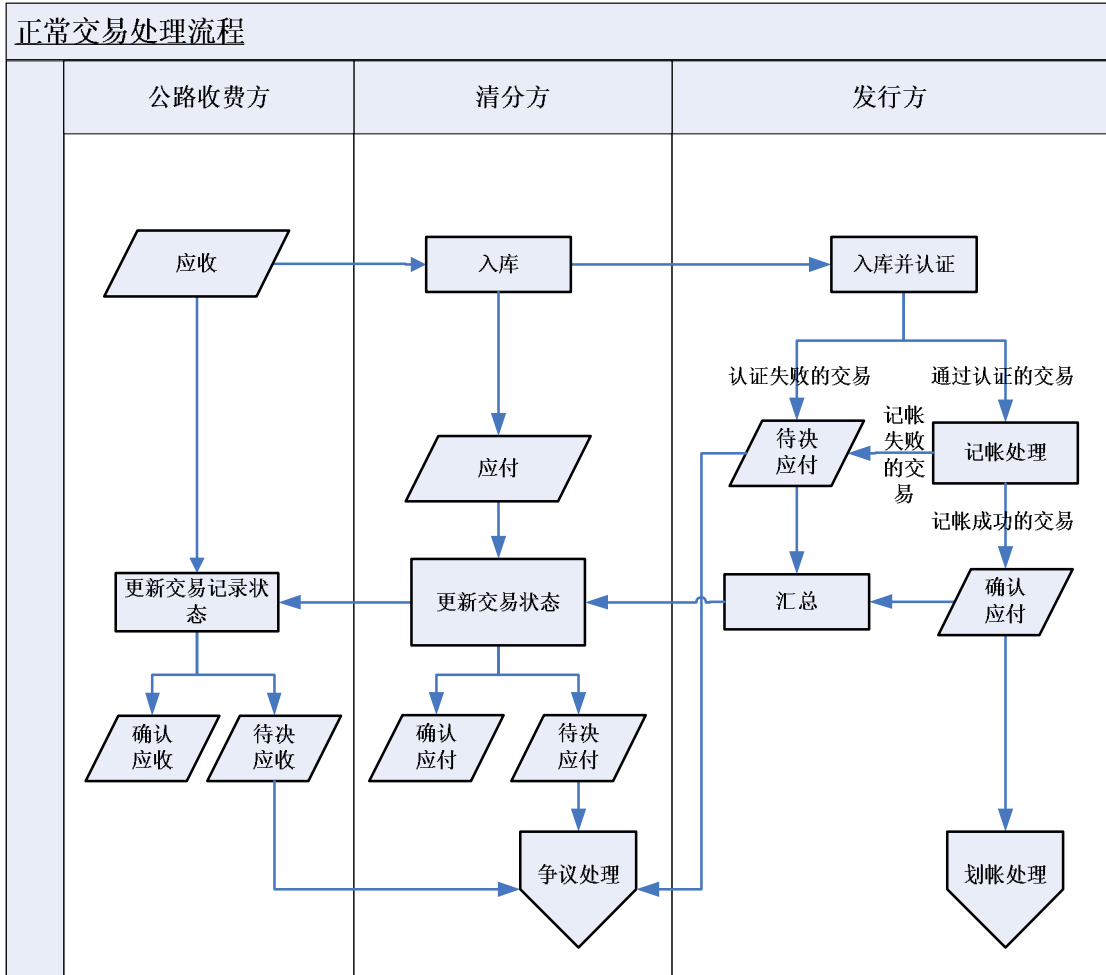 正常交易处理流程
公路收费方
清分方
发行方
应收
入库
入库并认证
认证失败的交易
通过认证的交易
待决
应付
记帐
失败
的交
易
记帐处理
应付
记帐成功的交易
更新交易记录状
态
更新交易状态
汇总
确认
应付
确认
应收
待决
应收
确认
应付
待决
应付
争议处理
划帐处理